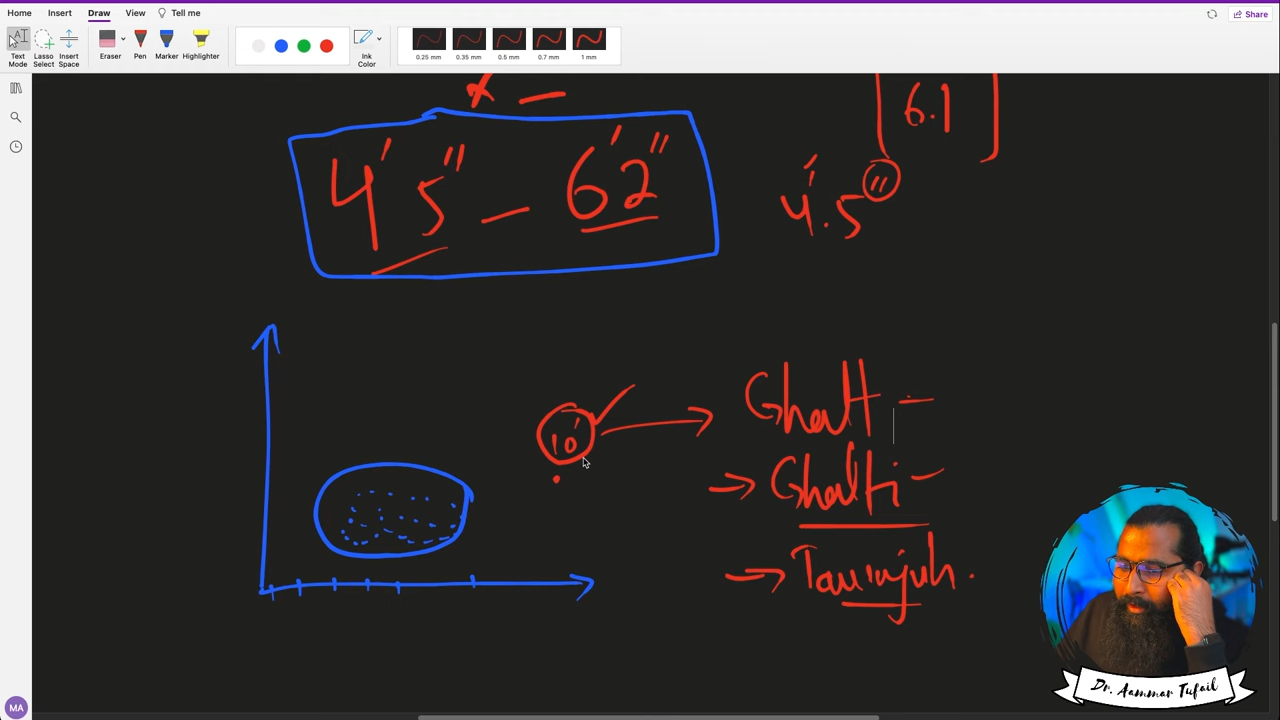 Home Insert Draw View Tell me
Share
Text Mode
Lasso Select
Insert Space
Eraser
Pen
Marker
Highlighter
Ink Color
0.25 mm
0.35 mm
0.5 mm
0.7 mm
1 mm
6.1
4' 5" – 6'2"
4'.5"
10'
Ghalt –
→ Ghalti –
→ Tawajuh.
MA
Dr. Aammar Tufail